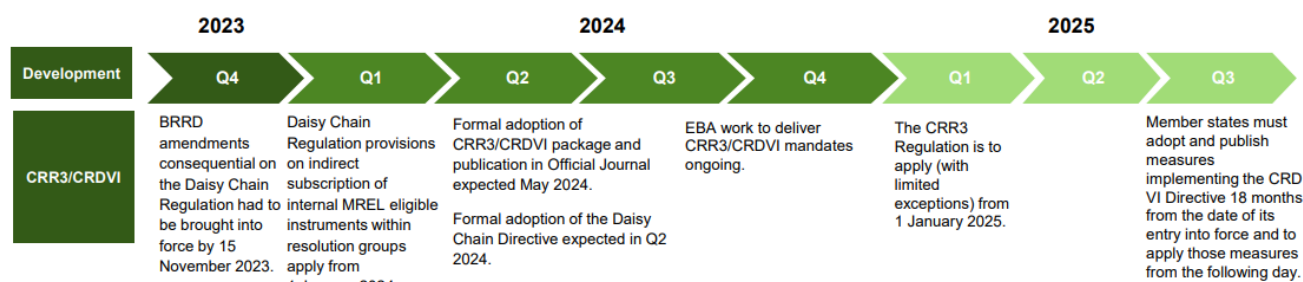 2023
2024
2025
Development
Q4
Q1
Q2
Q3
Q4
Q1
Q2
Q3
CRR3/CRDVI
BRRD
amendments
consequential on
the Daisy Chain
Regulation had to
be brought into
force by 15
November 2023.
Daisy Chain
Regulation provisions
on indirect
subscription of
internal MREL eligible
instruments within
resolution groups
apply from
Formal adoption of
CRR3/CRDVI package and
publication in Official Journal
expected May 2024.
Formal adoption of the Daisy
Chain Directive expected in Q2
2024.
EBA work to deliver
CRR3/CRDVI mandates
ongoing.
The CRR3
Regulation is to
apply (with
limited
exceptions) from
1 January 2025.
Member states must
adopt and publish
measures
implementing the CRD
VI Directive 18 months
from the date of its
entry into force and to
apply those measures
from the following day.